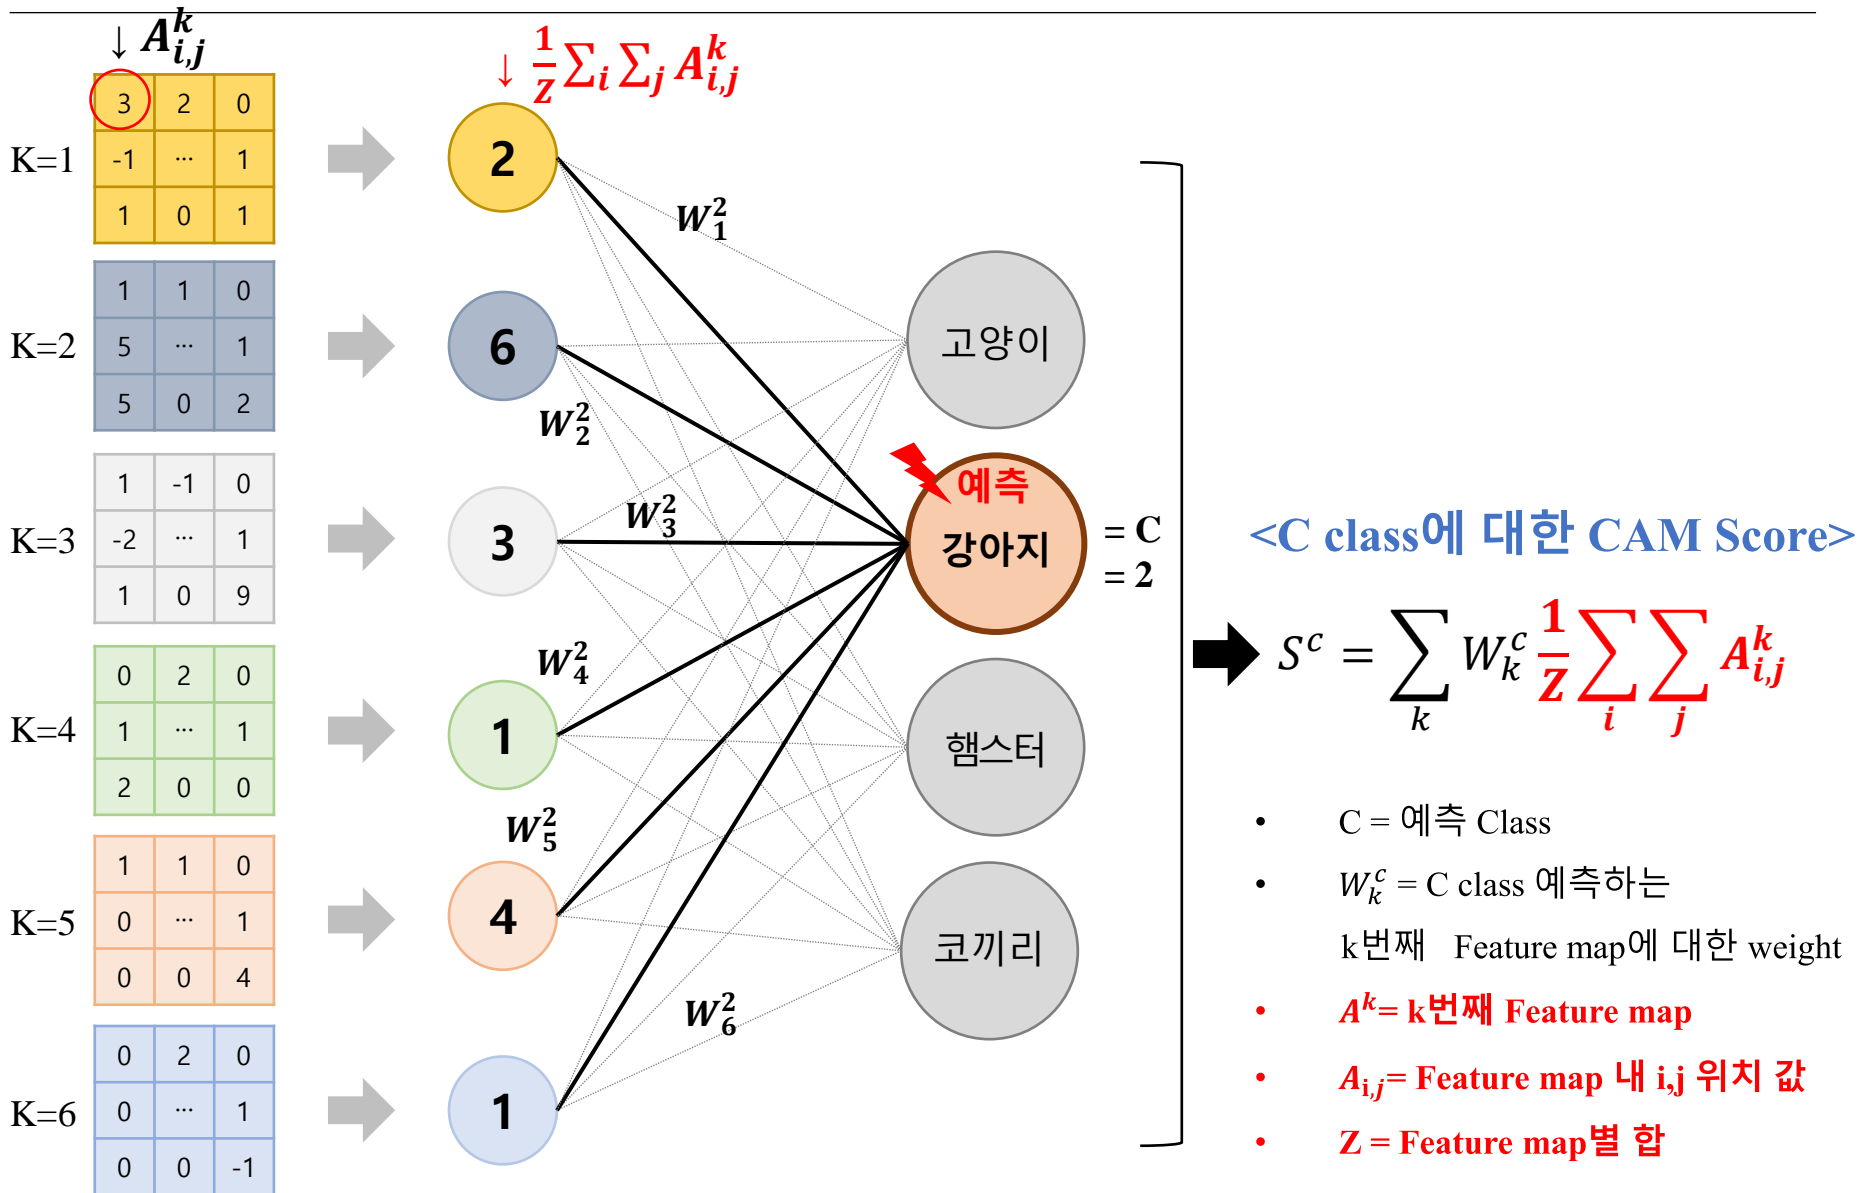 ↓ A^k_{i,j}
↓ 1/Z ∑_i ∑_j A^k_{i,j}
K=1
3 2 0
-1 ... 1
1 0 1
2
W^2_1
K=2
1 1 0
5 ... 1
5 0 2
6
W^2_2
고양이
K=3
1 -1 0
-2 ... 1
1 0 9
3
W^2_3
예측
강아지
= C
= 2
<C class에 대한 CAM Score>
S^c = ∑_k W^c_k 1/Z ∑_i ∑_j A^k_{i,j}
K=4
0 2 0
1 ... 1
2 0 0
1
W^2_4
햄스터
K=5
1 1 0
0 ... 1
0 0 4
4
W^2_5
코끼리
K=6
0 2 0
0 ... 1
0 0 -1
1
W^2_6
• C = 예측 Class
• W^c_k = C class 예측하는
k번째 Feature map에 대한 weight
• A^k= k번째 Feature map
• A_{i,j}= Feature map 내 i,j 위치 값
• Z = Feature map별 합